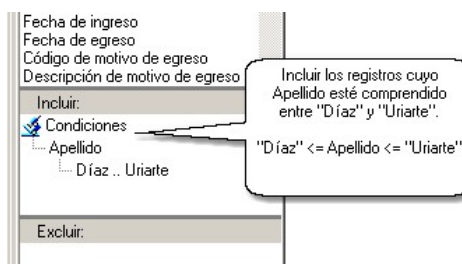 Fecha de ingreso
Fecha de egreso
Código de motivo de egreso
Descripción de motivo de egreso
Incluir:
Condiciones
Apellido
Díaz .. Uriarte
Excluir:
Incluir los registros cuyo
Apellido esté comprendido
entre "Díaz" y "Uriarte".
"Díaz" <= Apellido <= "Uriarte"